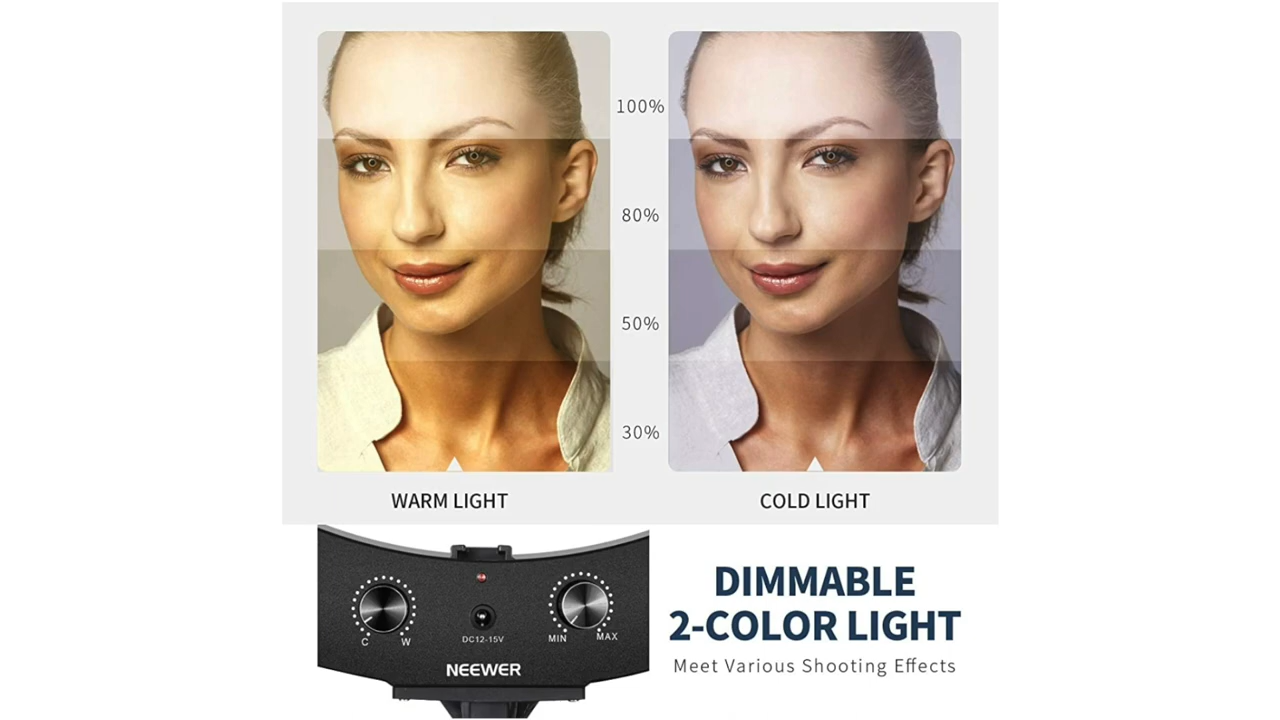 100%
80%
50%
30%
WARM LIGHT
COLD LIGHT
C
W
DC12-15V
MIN
MAX
NEEWER
DIMMABLE
2-COLOR LIGHT
Meet Various Shooting Effects